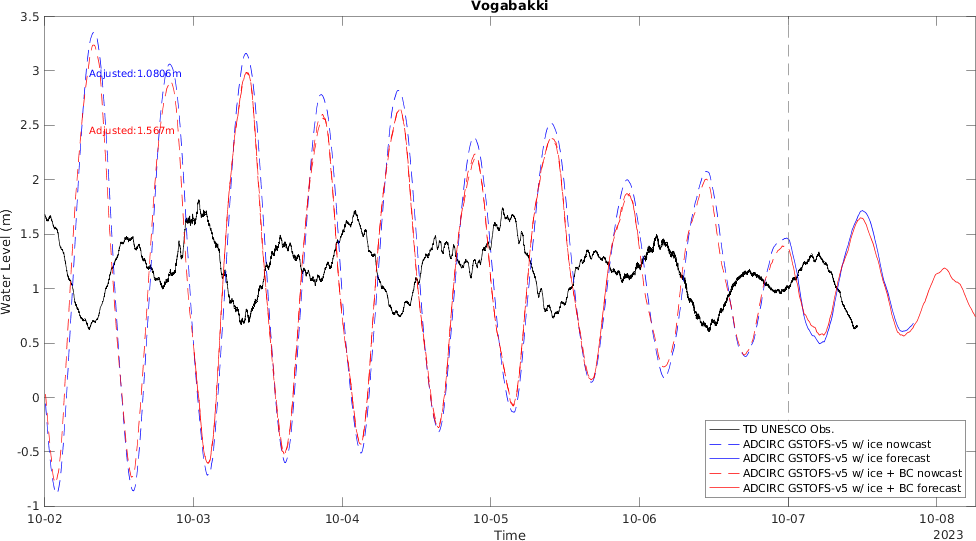 Vogabakki
3.5
3
2.5
2
1.5
1
0.5
0
-0.5
-1
Water Level (m)
Adjusted:1.0806m
Adjusted:1.567m
TD UNESCO Obs.
ADCIRC GSTOFS-v5 w/ ice nowcast
ADCIRC GSTOFS-v5 w/ ice forecast
ADCIRC GSTOFS-v5 w/ ice + BC nowcast
ADCIRC GSTOFS-v5 w/ ice + BC forecast
10-02 10-03 10-04 10-05 10-06 10-07 10-08
Time
2023